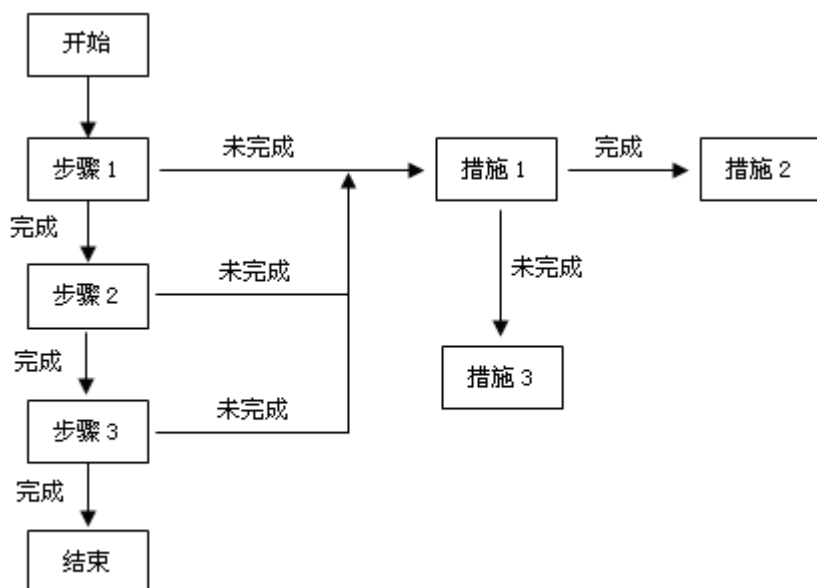 开始
步骤 1
未完成
措施 1
完成
措施 2
完成
步骤 2
未完成
未完成
措施 3
完成
步骤 3
未完成
完成
结束